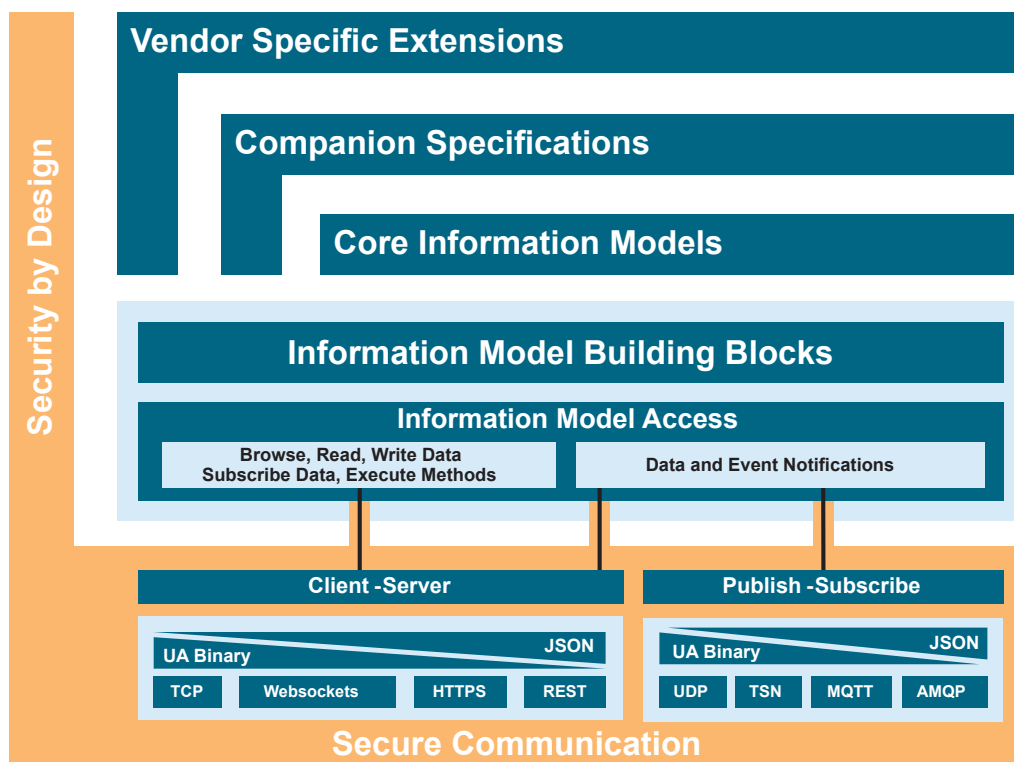 Vendor Specific Extensions
Companion Specifications
Core Information Models
Security by Design
Information Model Building Blocks
Information Model Access
Browse, Read, Write Data
Subscribe Data, Execute Methods
Data and Event Notifications
Client -Server
Publish -Subscribe
UA Binary
JSON
UA Binary
JSON
TCP
Websockets
HTTPS
REST
UDP
TSN
MQTT
AMQP
Secure Communication